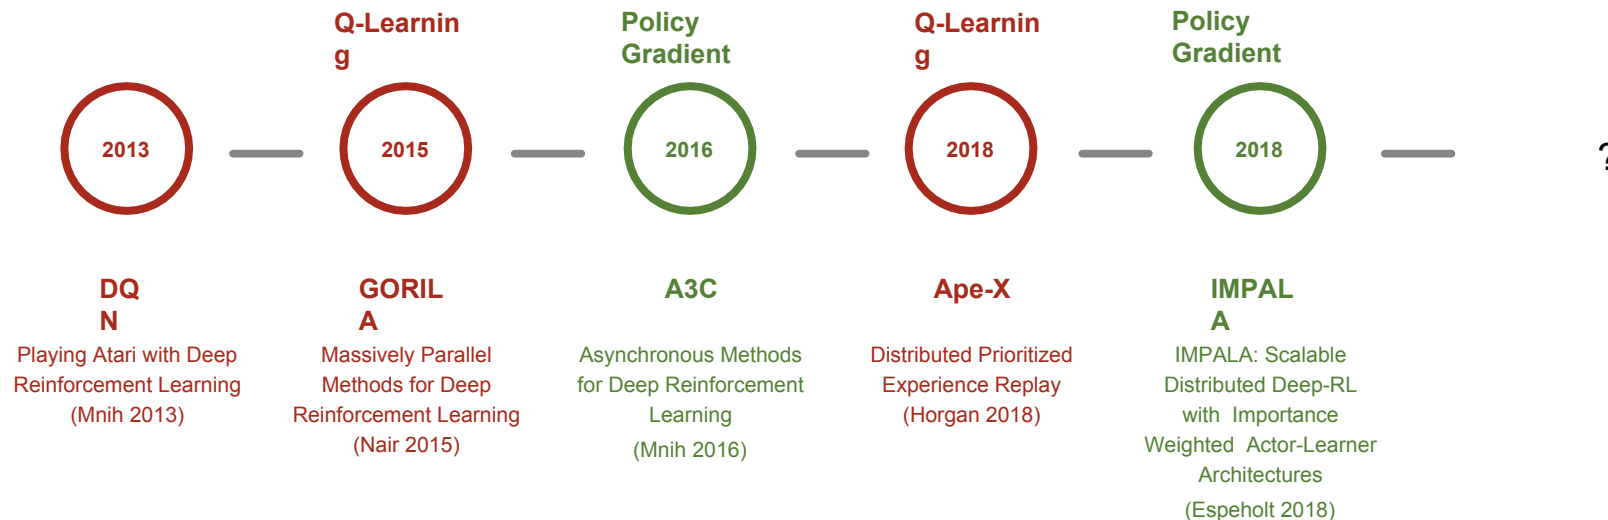 Q-Learnin
g
Policy
Gradient
Q-Learnin
g
Policy
Gradient
2013
2015
2016
2018
2018
?
DQ
N
Playing Atari with Deep
Reinforcement Learning
(Mnih 2013)
GORIL
A
Massively Parallel
Methods for Deep
Reinforcement Learning
(Nair 2015)
A3C
Asynchronous Methods
for Deep Reinforcement
Learning
(Mnih 2016)
Ape-X
Distributed Prioritized
Experience Replay
(Horgan 2018)
IMPAL
A
IMPALA: Scalable
Distributed Deep-RL
with Importance
Weighted Actor-Learner
Architectures
(Espeholt 2018)